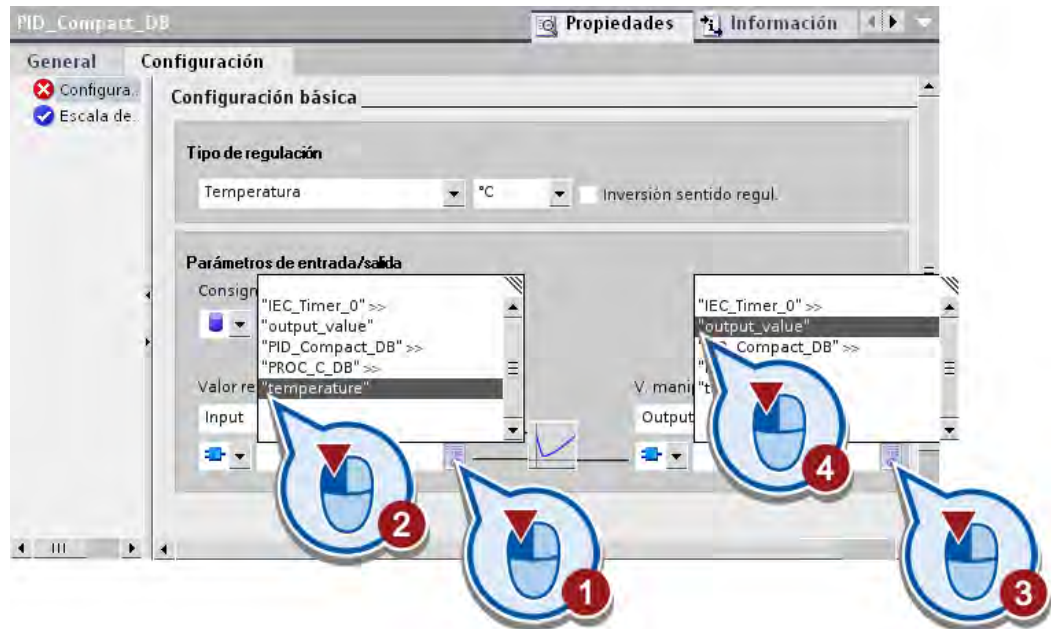 PID_Compact_DB
Propiedades
Información
General
Configuración
Configura..
Escala de.
Configuración básica
Tipo de regulación
Temperatura
°C
Inversión sentido regul.
Parámetros de entrada/salida
Consign
"IEC_Timer_0" >>
"output_value"
"PID_Compact_DB" >>
"PROC_C_DB" >>
"temperature"
"IEC_Timer_0" >>
"output_value"
Compact_DB" >>
Valor re
V. mani
"t
Input
Output
2
4
1
3